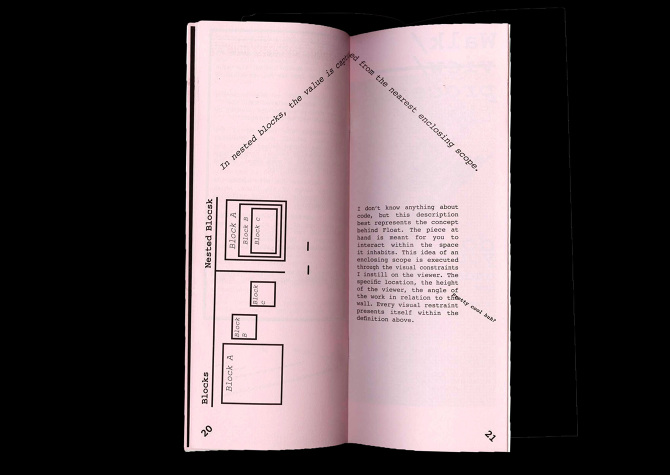 In nested blocks, the value is captured from the nearest enclosing scope.
Nested Blocsk
Block A
Block B
Block c
Block C
Block B
Block A
Blocks
20
I don't know anything about
code, but this description
best represents the concept
behind Float. The piece at
hand is meant for you to
interact within the space
it inhabits. This idea of an
enclosing scope is executed
through the visual constraints
I instill on the viewer. The
specific location, the height
of the viewer, the angle of
the work in relation to the
wall. Every visual restraint
presents itself within the
definition above.
Pretty cool huh?
21